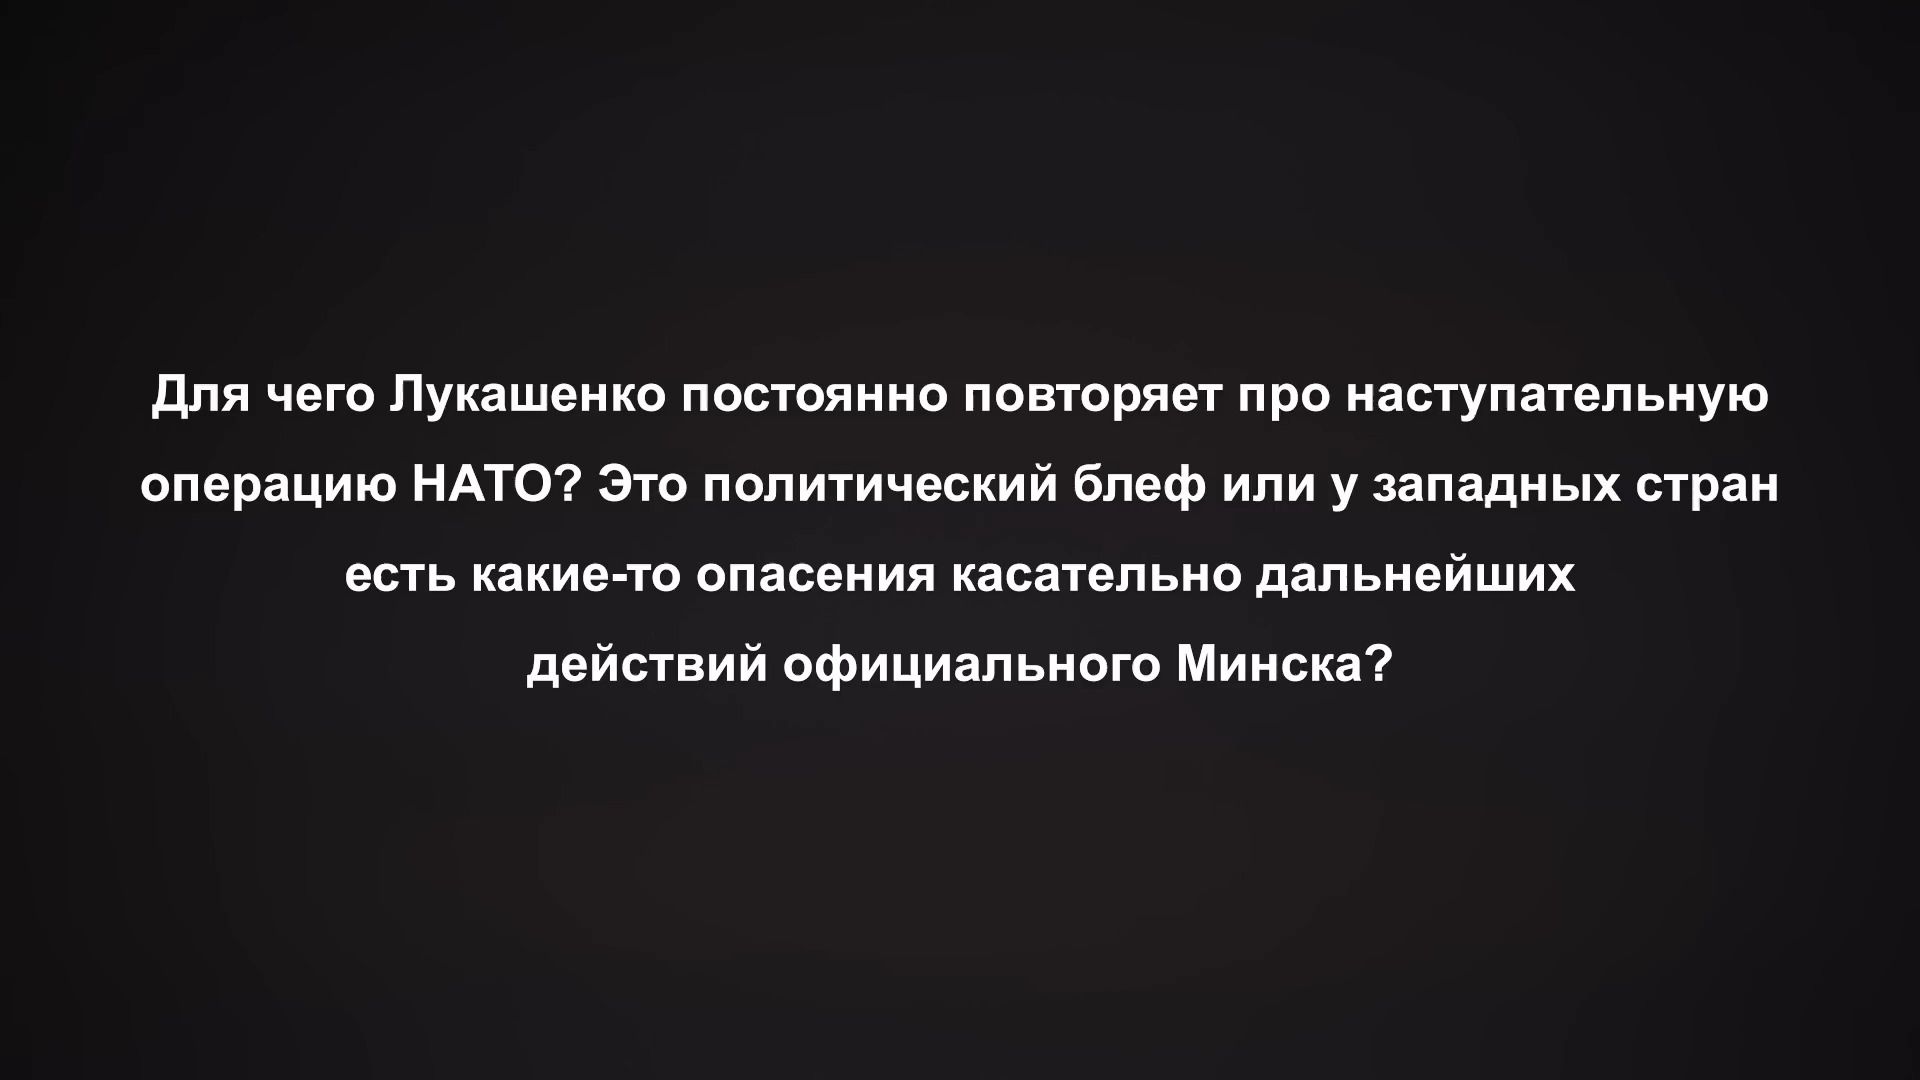 Для чего Лукашенко постоянно повторяет про наступательную
операцию НАТО? Это политический блеф или у западных стран
есть какие-то опасения касательно дальнейших
действий официального Минска?